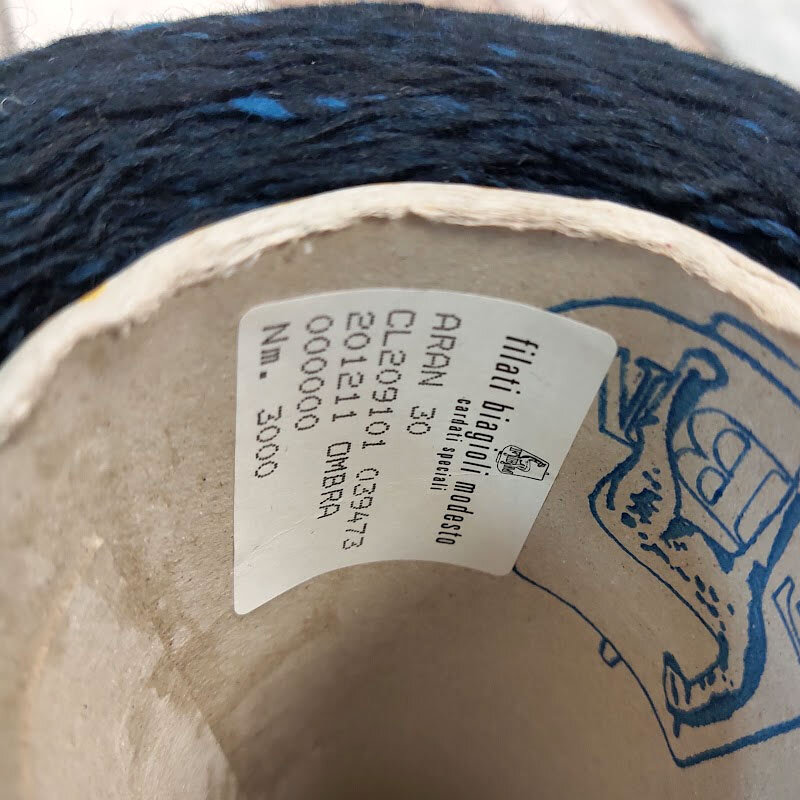 filati biagioli modesto
cardati speciali
ARAN 30
CL209101 039473
201211 OMBRA
000000
Nm. 3000
B